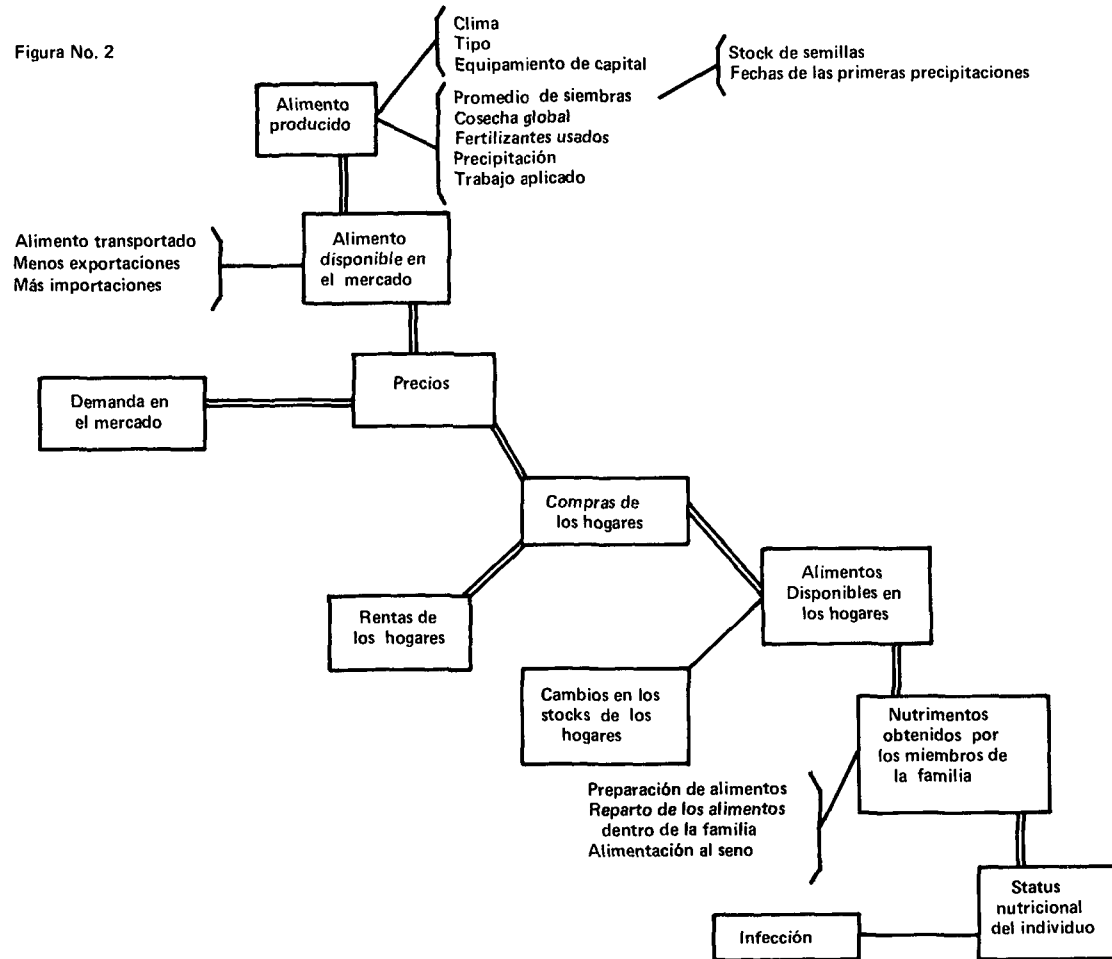 Figura No. 2
Clima
Tipo
Equipamiento de capital
Stock de semillas
Fechas de las primeras precipitaciones
Alimento
producido
Promedio de siembras
Cosecha global
Fertilizantes usados
Precipitación
Trabajo aplicado
Alimento transportado
Menos exportaciones
Más importaciones
Alimento
disponible en
el mercado
Precios
Demanda en
el mercado
Compras de
los hogares
Alimentos
Disponibles en
los hogares
Rentas de
los hogares
Cambios en los
stocks de los
hogares
Nutrimentos
obtenidos por
los miembros de
la familia
Preparación de alimentos
Reparto de los alimentos
dentro de la familia
Alimentación al seno
Status
nutricional
del individuo
Infección